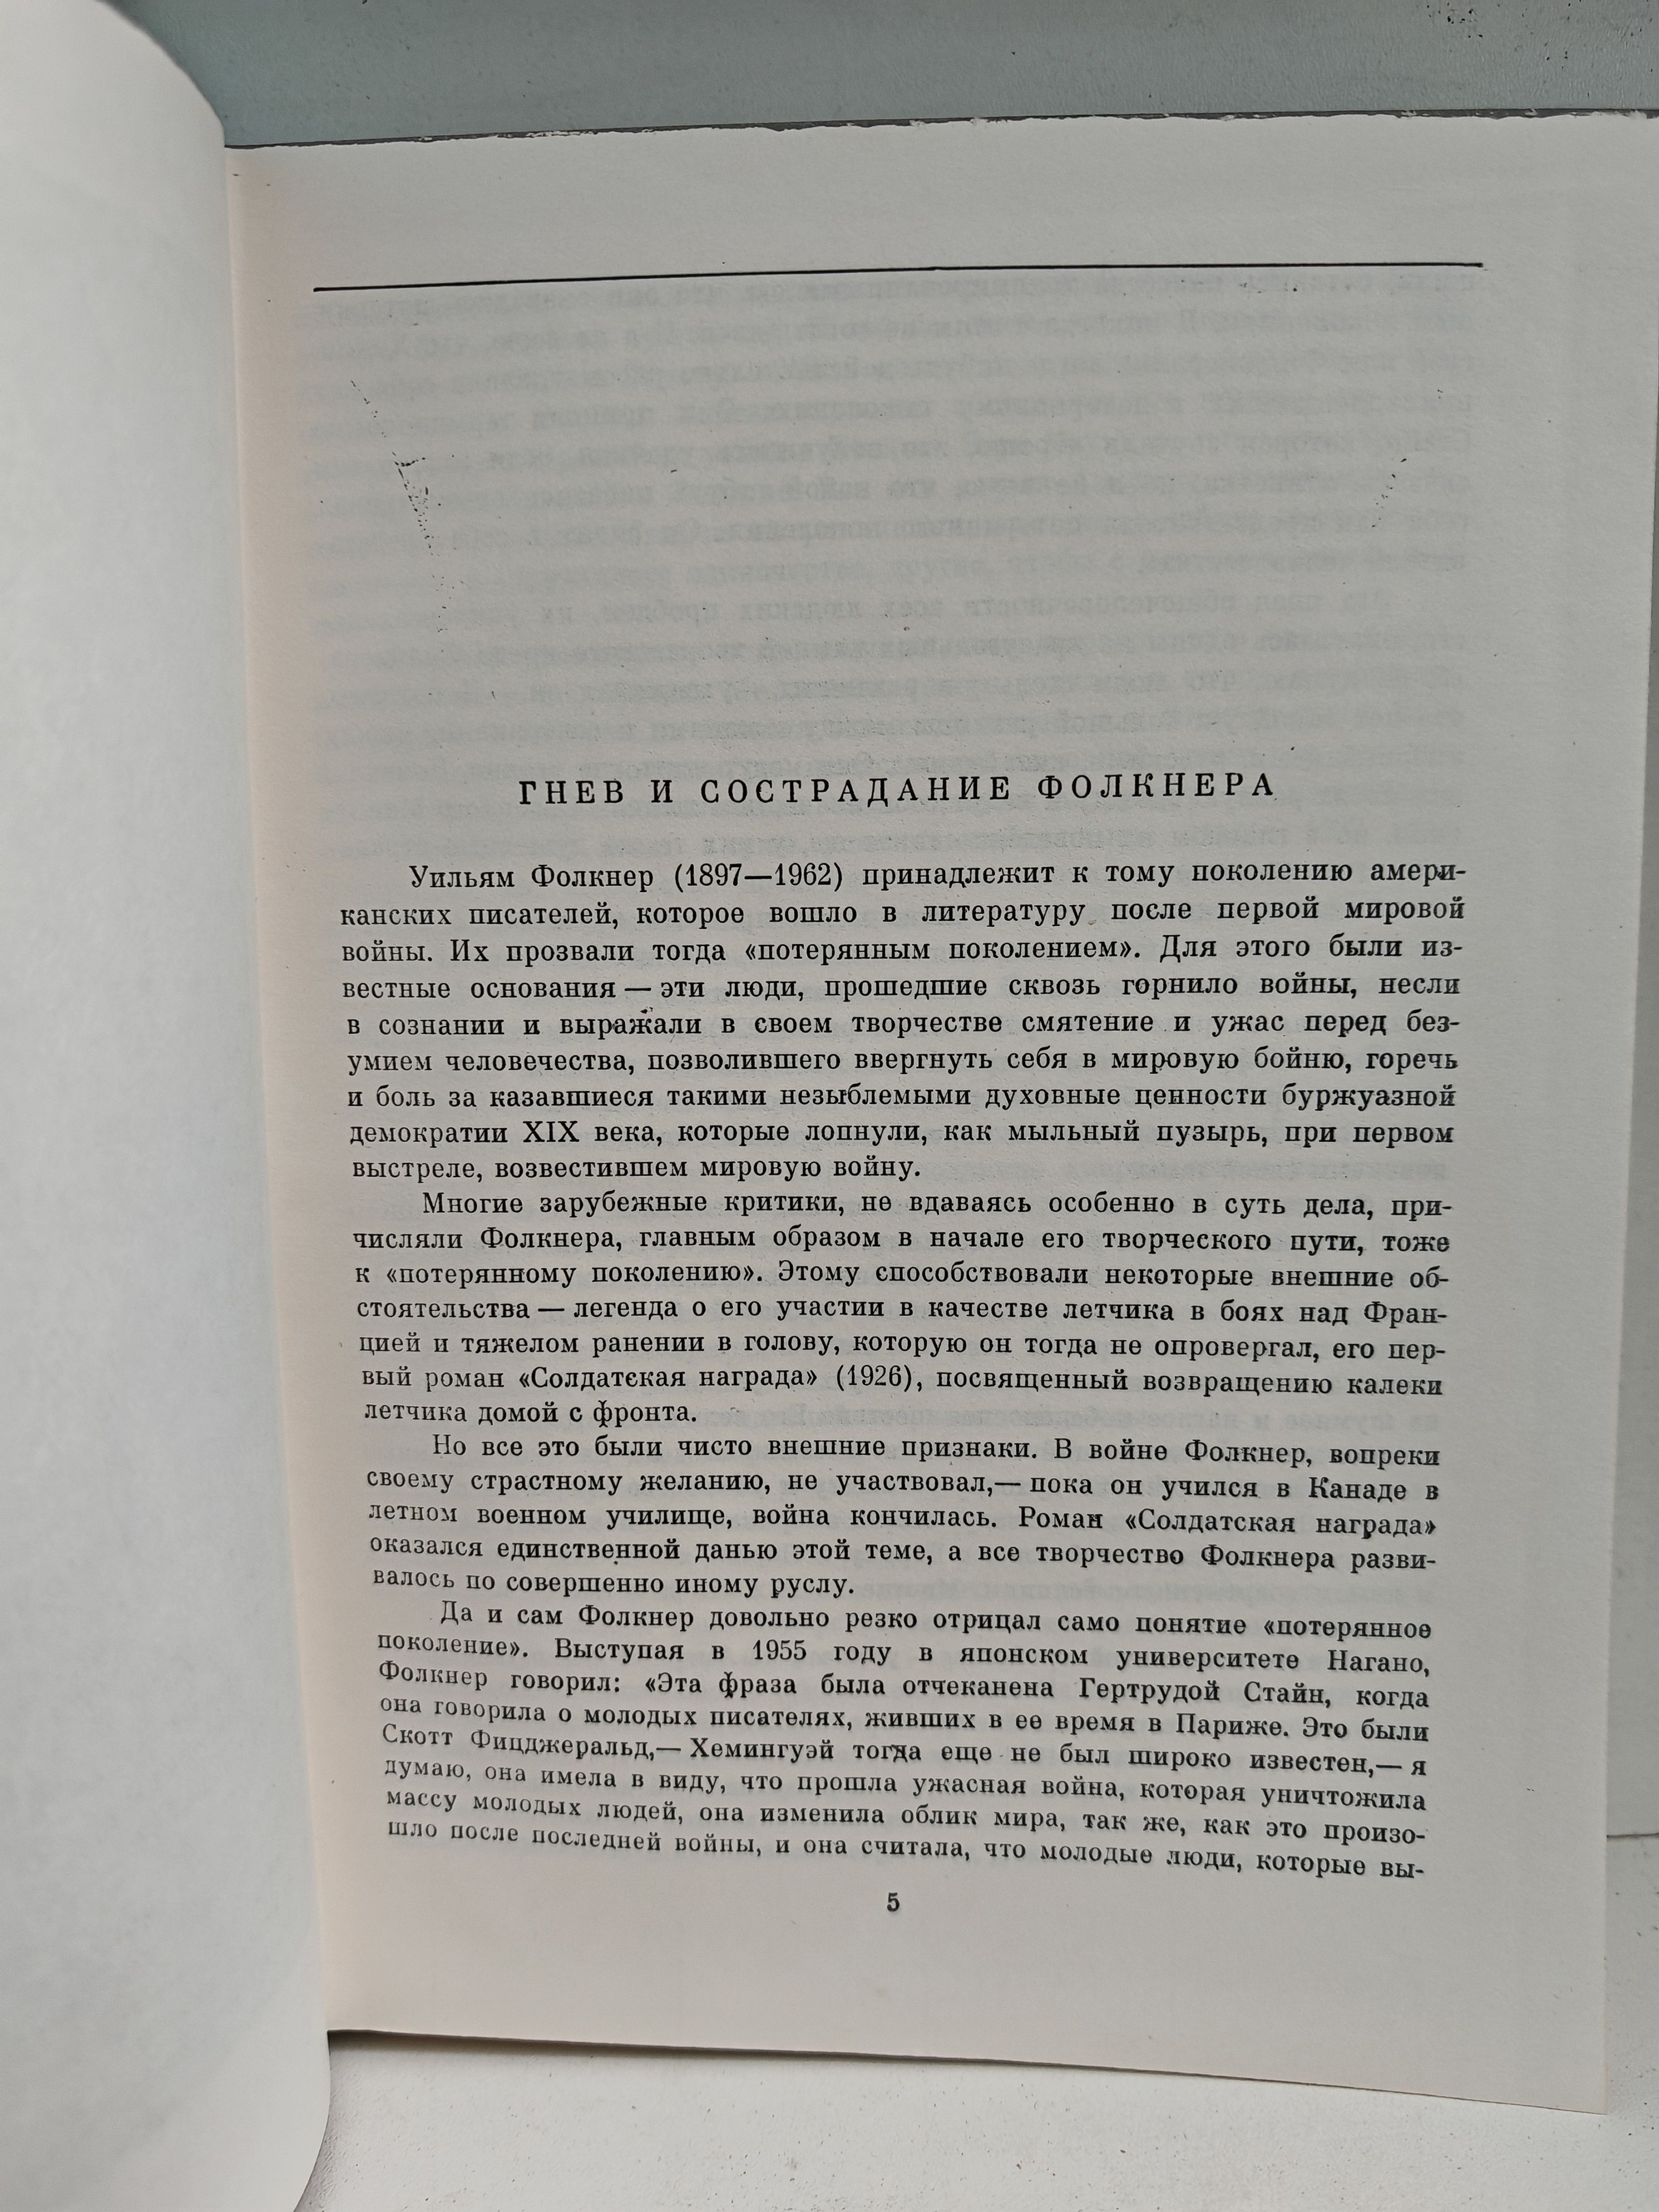 ГНЕВ И СОСТРАДАНИЕ ФОЛКНЕРА
Уильям Фолкнер (1897—1962) принадлежит к тому поколению амери-
канских писателей, которое вошло в литературу после первой мировой
войны. Их прозвали тогда «потерянным поколением». Для этого были из-
вестные основания — эти люди, прошедшие сквозь горнило войны, несли
в сознании и выражали в своем творчестве смятение и ужас перед без-
умием человечества, позволившего ввергнуть себя в мировую бойню, горечь
и боль за казавшиеся такими незыблемыми духовные ценности буржуазной
демократии XIX века, которые лопнули, как мыльный пузырь, при первом
выстреле, возвестившем мировую войну.
Многие зарубежные критики, не вдаваясь особенно в суть дела, при-
числяли Фолкнера, главным образом в начале его творческого пути, тоже
к «потерянному поколению». Этому способствовали некоторые внешние об-
стоятельства — легенда о его участии в качестве летчика в боях над Фран-
цией и тяжелом ранении в голову, которую он тогда не опровергал, его пер-
вый роман «Солдатская награда» (1926), посвященный возвращению калеки
летчика домой с фронта.
Но все это были чисто внешние признаки. В войне Фолкнер, вопреки
своему страстному желанию, не участвовал,— пока он учился в Канаде в
летном военном училище, война кончилась. Роман «Солдатская награда»
оказался единственной данью этой теме, а все творчество Фолкнера разви-
валось по совершенно иному руслу.
Да и сам Фолкнер довольно резко отрицал само понятие «потерянное
поколение». Выступая в 1955 году в японском университете Нагано,
Фолкнер говорил: «Эта фраза была отчеканена Гертрудой Стайн, когда
она говорила о молодых писателях, живших в ее время в Париже. Это были
Скотт Фицджеральд,— Хемингуэй тогда еще не был широко известен,— я
думаю, она имела в виду, что прошла ужасная война, которая уничтожила
массу молодых людей, она изменила облик мира, так же, как это произо-
шло после последней войны, и она считала, что молодые люди, которые вы-
5